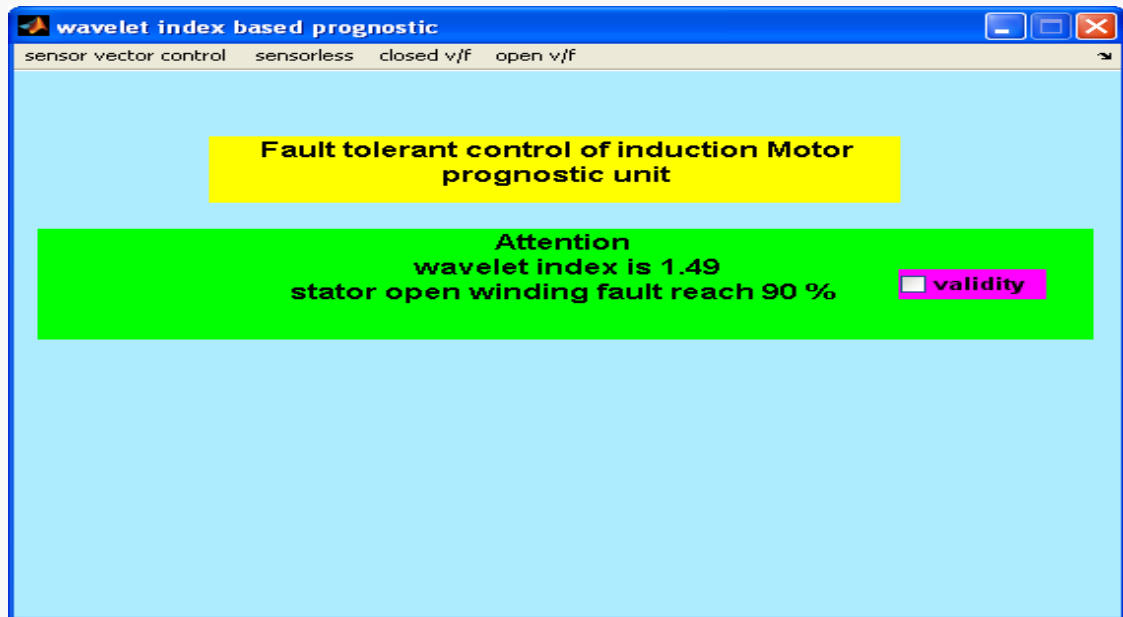 wavelet index based prognostic
sensor vector control sensorless closed v/f open v/f
Fault tolerant control of induction Motor
prognostic unit
Attention
wavelet index is 1.49
stator open winding fault reach 90 %
validity